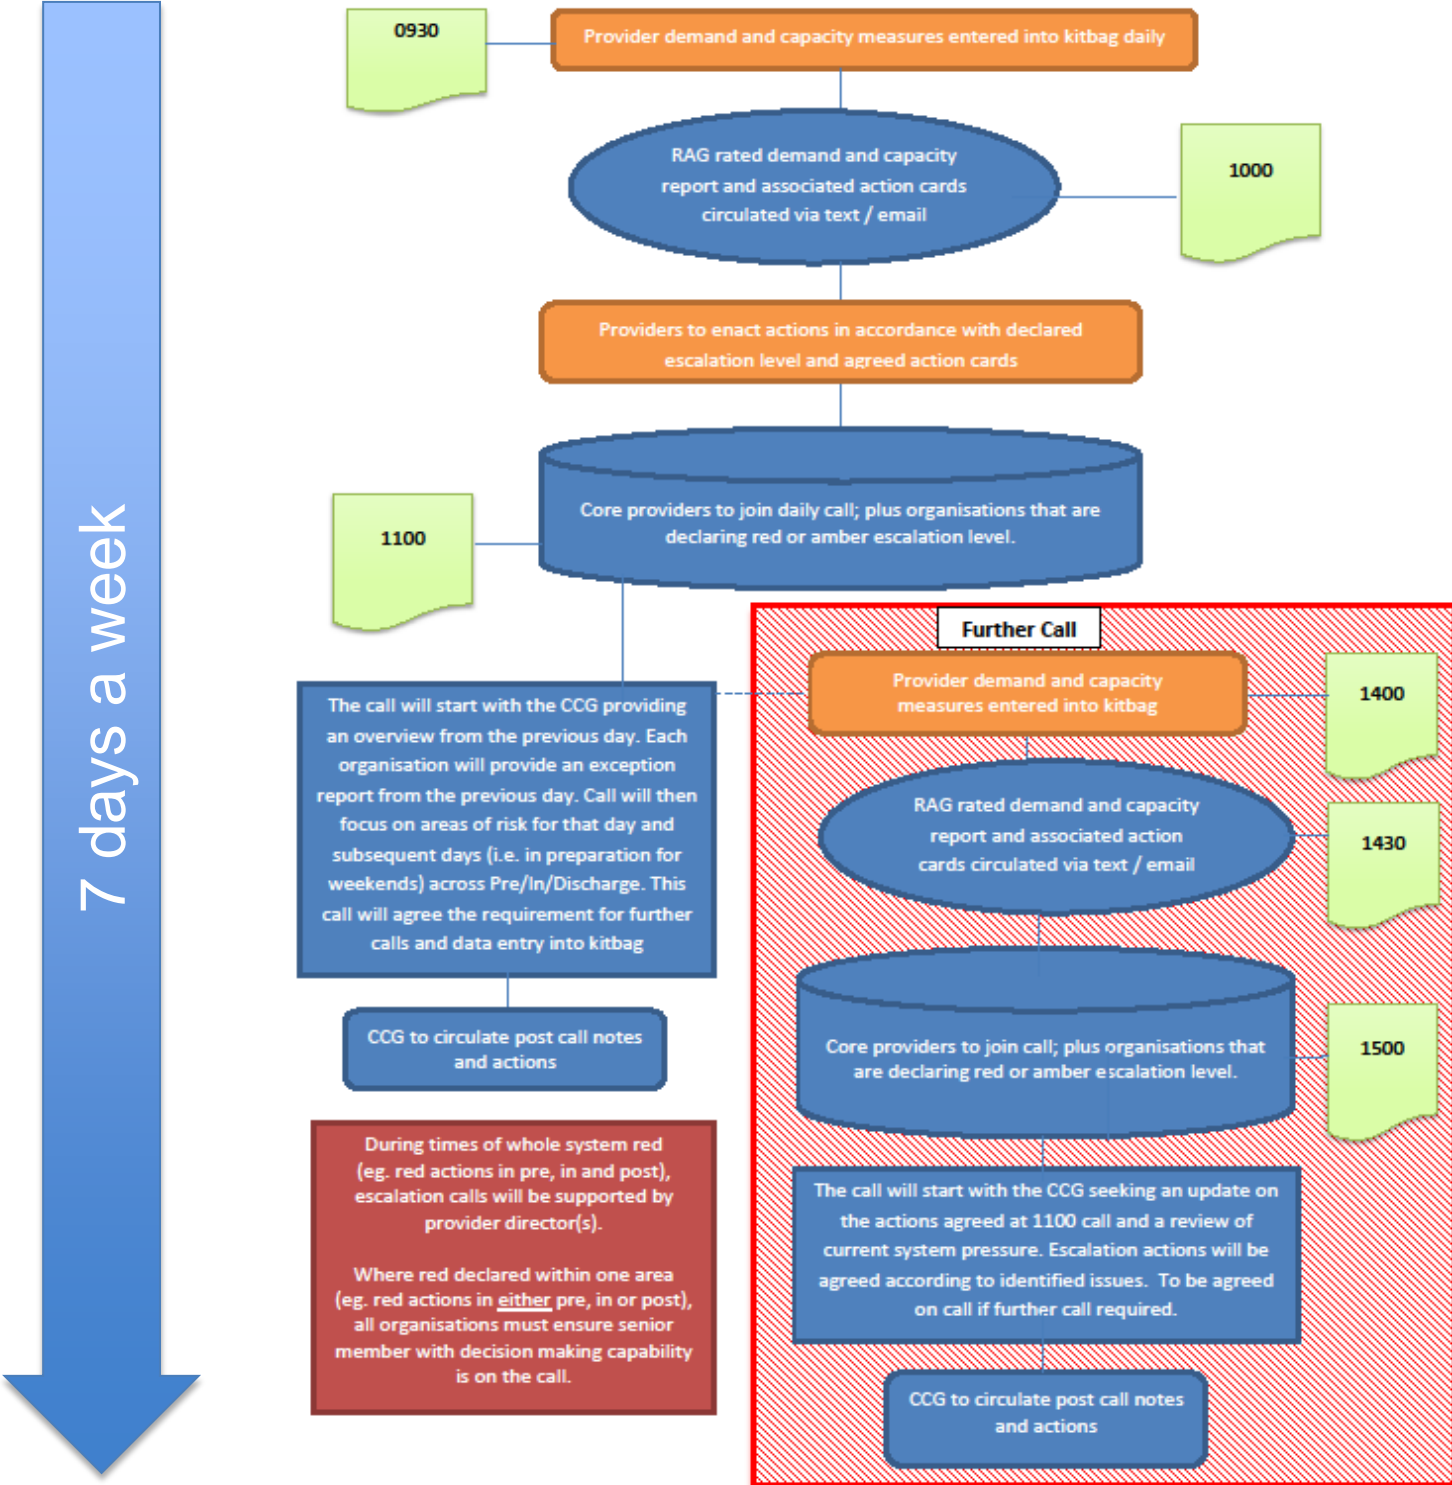 7 days a week
0930
Provider demand and capacity measures entered into kitbag daily
RAG rated demand and capacity
report and associated action cards
circulated via text / email
1000
Providers to enact actions in accordance with declared
escalation level and agreed action cards
1100
Core providers to join daily call; plus organisations that are
declaring red or amber escalation level.
The call will start with the CCG providing
an overview from the previous day. Each
organisation will provide an exception
report from the previous day. Call will then
focus on areas of risk for that day and
subsequent days (i.e. in preparation for
weekends) across Pre/In/Discharge. This
call will agree the requirement for further
calls and data entry into kitbag
CCG to circulate post call notes
and actions
During times of whole system red
(eg. red actions in pre, in and post),
escalation calls will be supported by
provider director(s).
Where red declared within one area
(eg. red actions in either pre, in or post),
all organisations must ensure senior
member with decision making capability
is on the call.
Further Call
Provider demand and capacity
measures entered into kitbag
1400
RAG rated demand and capacity
report and associated action
cards circulated via text / email
1430
Core providers to join call; plus organisations that
are declaring red or amber escalation level.
1500
The call will start with the CCG seeking an update on
the actions agreed at 1100 call and a review of
current system pressure. Escalation actions will be
agreed according to identified issues.  To be agreed
on call if further call required.
CCG to circulate post call notes
and actions